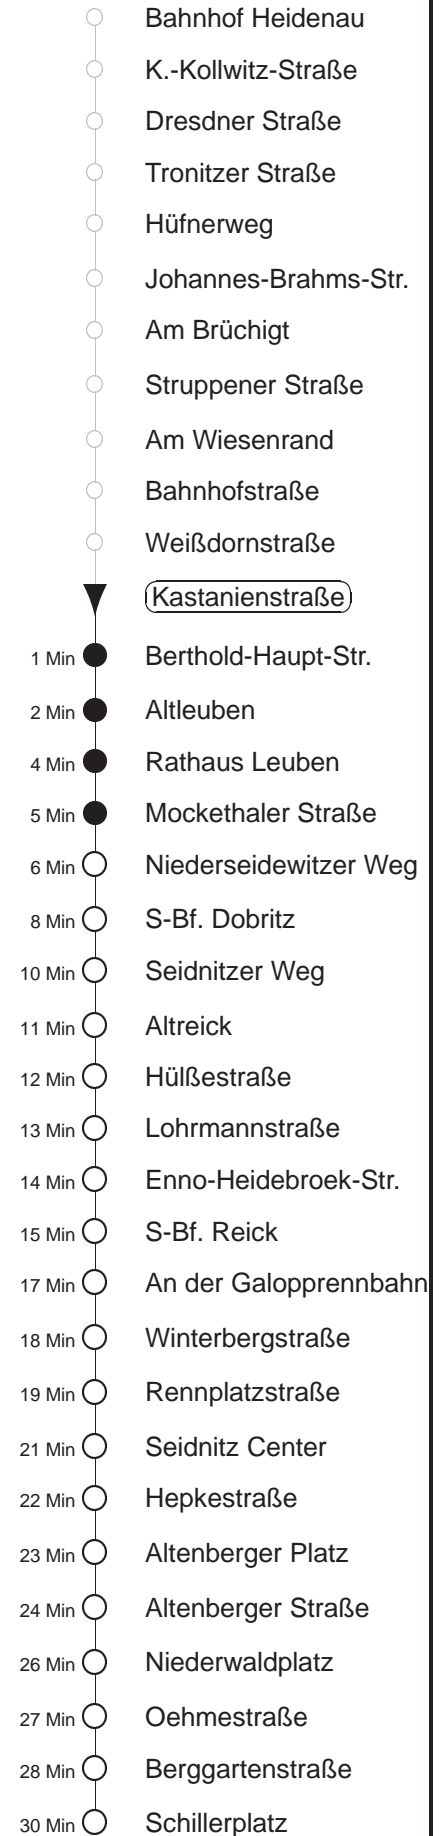 Bahnhof Heidenau
K.-Kollwitz-Straße
Dresdner Straße
Tronitzer Straße
Hüfnerweg
Johannes-Brahms-Str.
Am Brüchigt
Struppener Straße
Am Wiesenrand
Bahnhofstraße
Weißdornstraße
Kastanienstraße
1 Min Berthold-Haupt-Str.
2 Min Altleuben
4 Min Rathaus Leuben
5 Min Mockethaler Straße
6 Min Niederseidewitzer Weg
8 Min S-Bf. Dobritz
10 Min Seidnitzer Weg
11 Min Altreick
12 Min Hülßestraße
13 Min Lohrmannstraße
14 Min Enno-Heidebroek-Str.
15 Min S-Bf. Reick
17 Min An der Galopprennbahn
18 Min Winterbergstraße
19 Min Rennplatzstraße
21 Min Seidnitz Center
22 Min Hepkestraße
23 Min Altenberger Platz
24 Min Altenberger Straße
26 Min Niederwaldplatz
27 Min Oehmestraße
28 Min Berggartenstraße
30 Min Schillerplatz